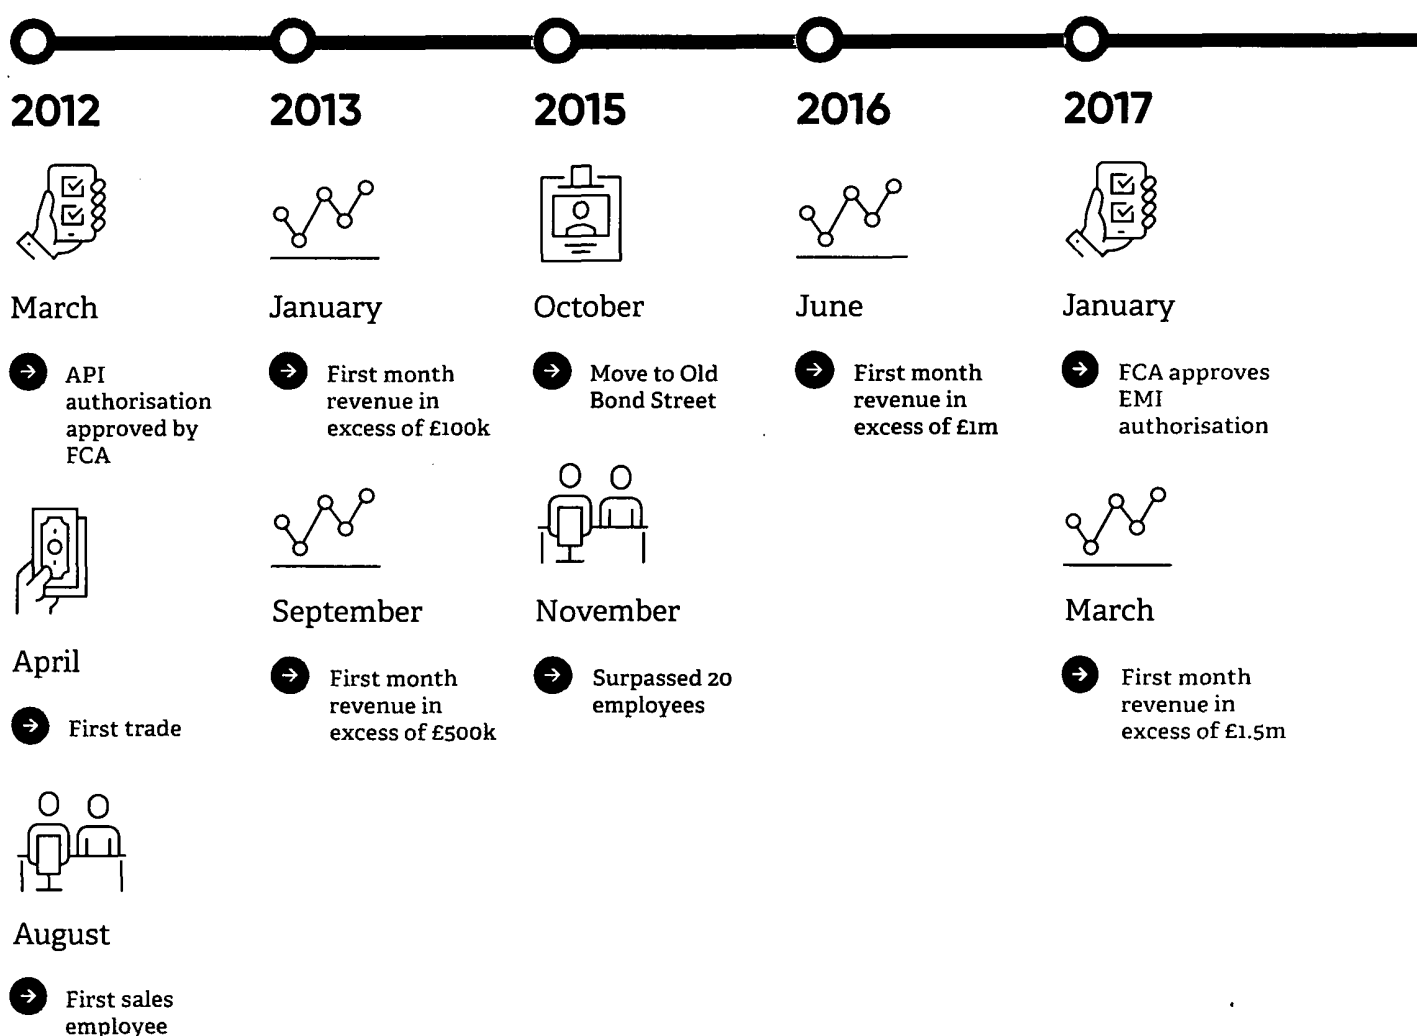 2012
March
API
authorisation
approved by
FCA
April
First trade
August
First sales
employee
2013
January
First month
revenue in
excess of £100k
September
First month
revenue in
excess of £500k
2015
October
Move to Old
Bond Street
November
Surpassed 20
employees
2016
June
First month
revenue in
excess of £1m
2017
January
FCA approves
EMI
authorisation
March
First month
revenue in
excess of £1.5m